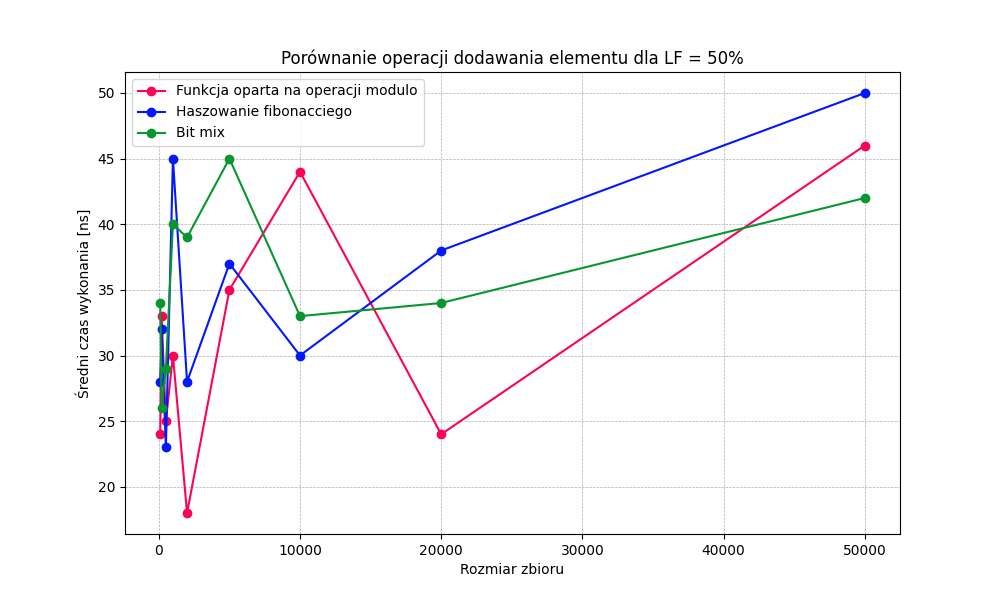 Porównanie operacji dodawania elementu dla LF = 50%
Funkcja oparta na operacji modulo
Haszowanie fibonacciego
Bit mix
50
45
40
35
30
25
20
Średni czas wykonania [ns]
0 10000 20000 30000 40000 50000
Rozmiar zbioru